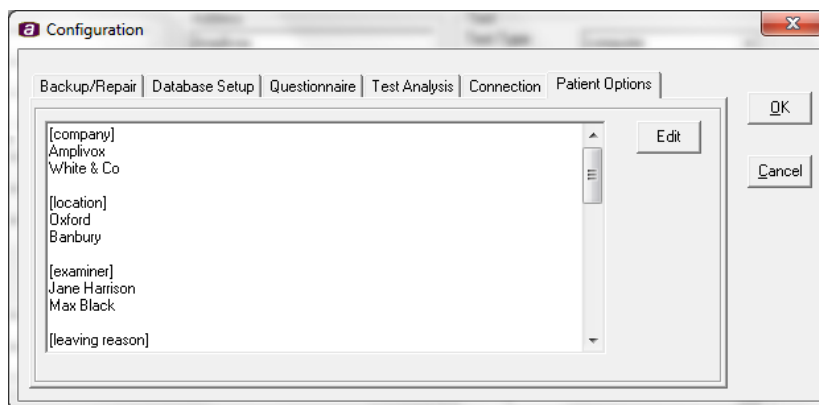 Configuration
Backup/Repair Database Setup Questionnaire Test Analysis Connection Patient Options
OK
Cancel
Edit
[company]
Amplivox
White & Co
[location]
Oxford
Banbury
[examiner]
Jane Harrison
Max Black
[leaving reason]